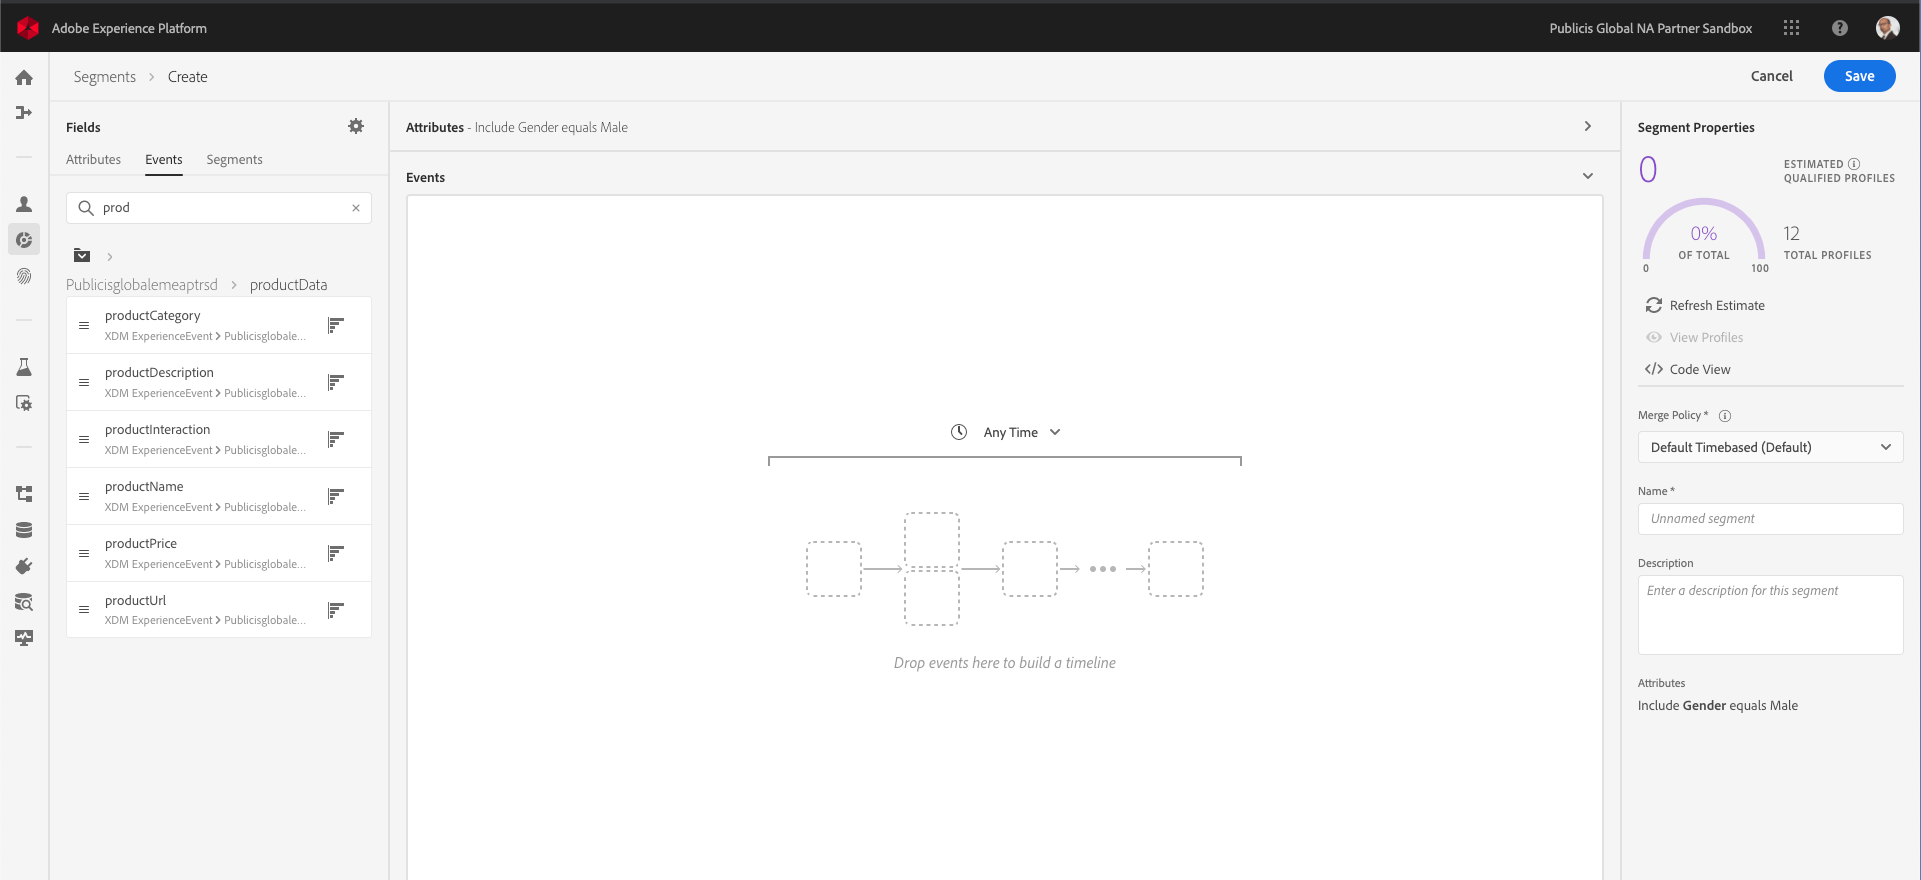 Adobe Experience Platform
Publicis Global NA Partner Sandbox
Segments
Create
Cancel
Save
Fields
Attributes
Events
Segments
prod
Publicisglobalemeaptrsd
productData
productCategory
XDM ExperienceEvent > Publicisglobale...
productDescription
XDM ExperienceEvent > Publicisglobale...
productInteraction
XDM ExperienceEvent > Publicisglobale...
productName
XDM ExperienceEvent > Publicisglobale...
productPrice
XDM ExperienceEvent > Publicisglobale...
productUrl
XDM ExperienceEvent > Publicisglobale...
Attributes - Include Gender equals Male
Events
Any Time
Drop events here to build a timeline
Segment Properties
0
ESTIMATED
QUALIFIED PROFILES
0%
OF TOTAL
0
100
12
TOTAL PROFILES
Refresh Estimate
View Profiles
</> Code View
Merge Policy *
Default Timebased (Default)
Name *
Unnamed segment
Description
Enter a description for this segment
Attributes
Include Gender equals Male